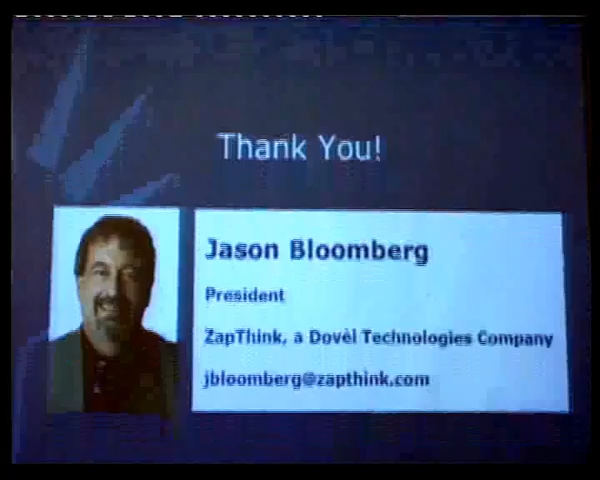 Thank You!
Jason Bloomberg
President
ZapThink, a Dovèl Technologies Company
jbloomberg@zapthink.com